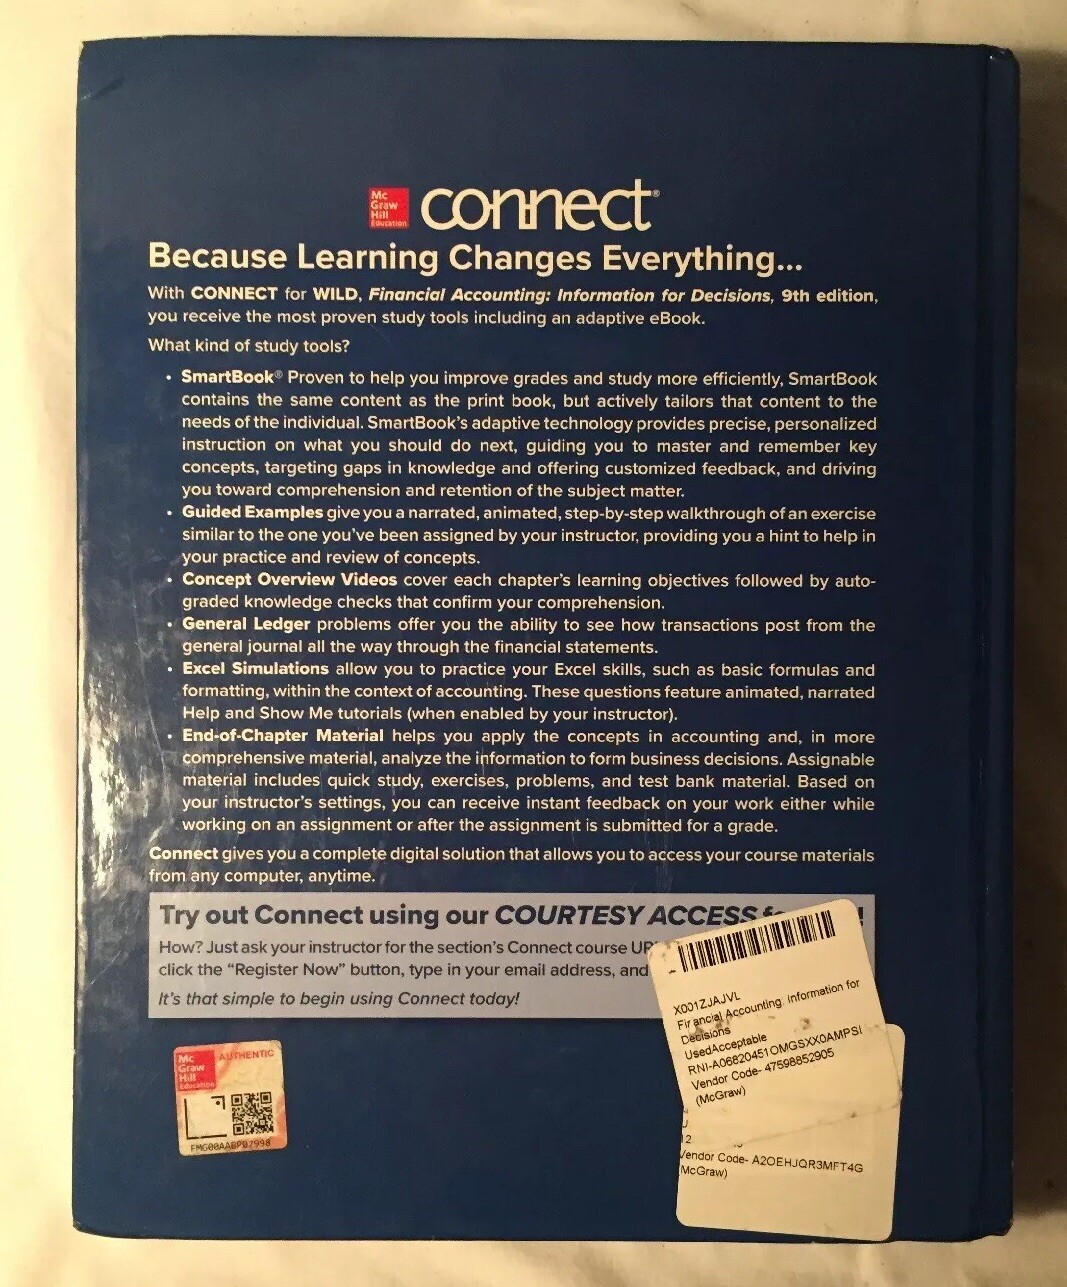 Mc
Graw
Hill
Education
connect®
Because Learning Changes Everything...
With CONNECT for WILD, Financial Accounting: Information for Decisions, 9th edition,
you receive the most proven study tools including an adaptive eBook.
What kind of study tools?
• SmartBook® Proven to help you improve grades and study more efficiently, SmartBook
contains the same content as the print book, but actively tailors that content to the
needs of the individual. SmartBook's adaptive technology provides precise, personalized
instruction on what you should do next, guiding you to master and remember key
concepts, targeting gaps in knowledge and offering customized feedback, and driving
you toward comprehension and retention of the subject matter.
• Guided Examples give you a narrated, animated, step-by-step walkthrough of an exercise
similar to the one you've been assigned by your instructor, providing you a hint to help in
your practice and review of concepts.
• Concept Overview Videos cover each chapter's learning objectives followed by auto-
graded knowledge checks that confirm your comprehension.
• General Ledger problems offer you the ability to see how transactions post from the
general journal all the way through the financial statements.
• Excel Simulations allow you to practice your Excel skills, such as basic formulas and
formatting, within the context of accounting. These questions feature animated, narrated
Help and Show Me tutorials (when enabled by your instructor).
• End-of-Chapter Material helps you apply the concepts in accounting and, in more
comprehensive material, analyze the information to form business decisions. Assignable
material includes quick study, exercises, problems, and test bank material. Based on
your instructor's settings, you can receive instant feedback on your work either while
working on an assignment or after the assignment is submitted for a grade.
Connect gives you a complete digital solution that allows you to access your course materials
from any computer, anytime.
Try out Connect using our COURTESY ACCESS
How? Just ask your instructor for the section's Connect course
click the "Register Now" button, type in your email address, and
It's that simple to begin using Connect today!
X001ZJAJVL
Financial Accounting: Information for
Decisions
UsedAcceptable
RNI-A06820451OMGSXX0AMPSI
Vendor Code- 47598852905
(McGraw)
Vendor Code- A2OEHJQR3MFT4G
McGraw)
Mc
Graw
Hill
Education
AUTHENTIC
FMG00AABP07998